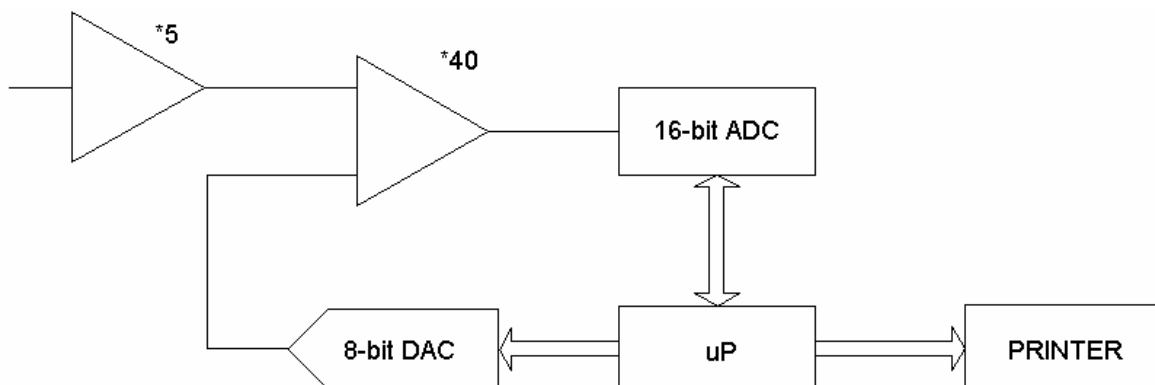 *5
*40
16-bit ADC
8-bit DAC
uP
PRINTER